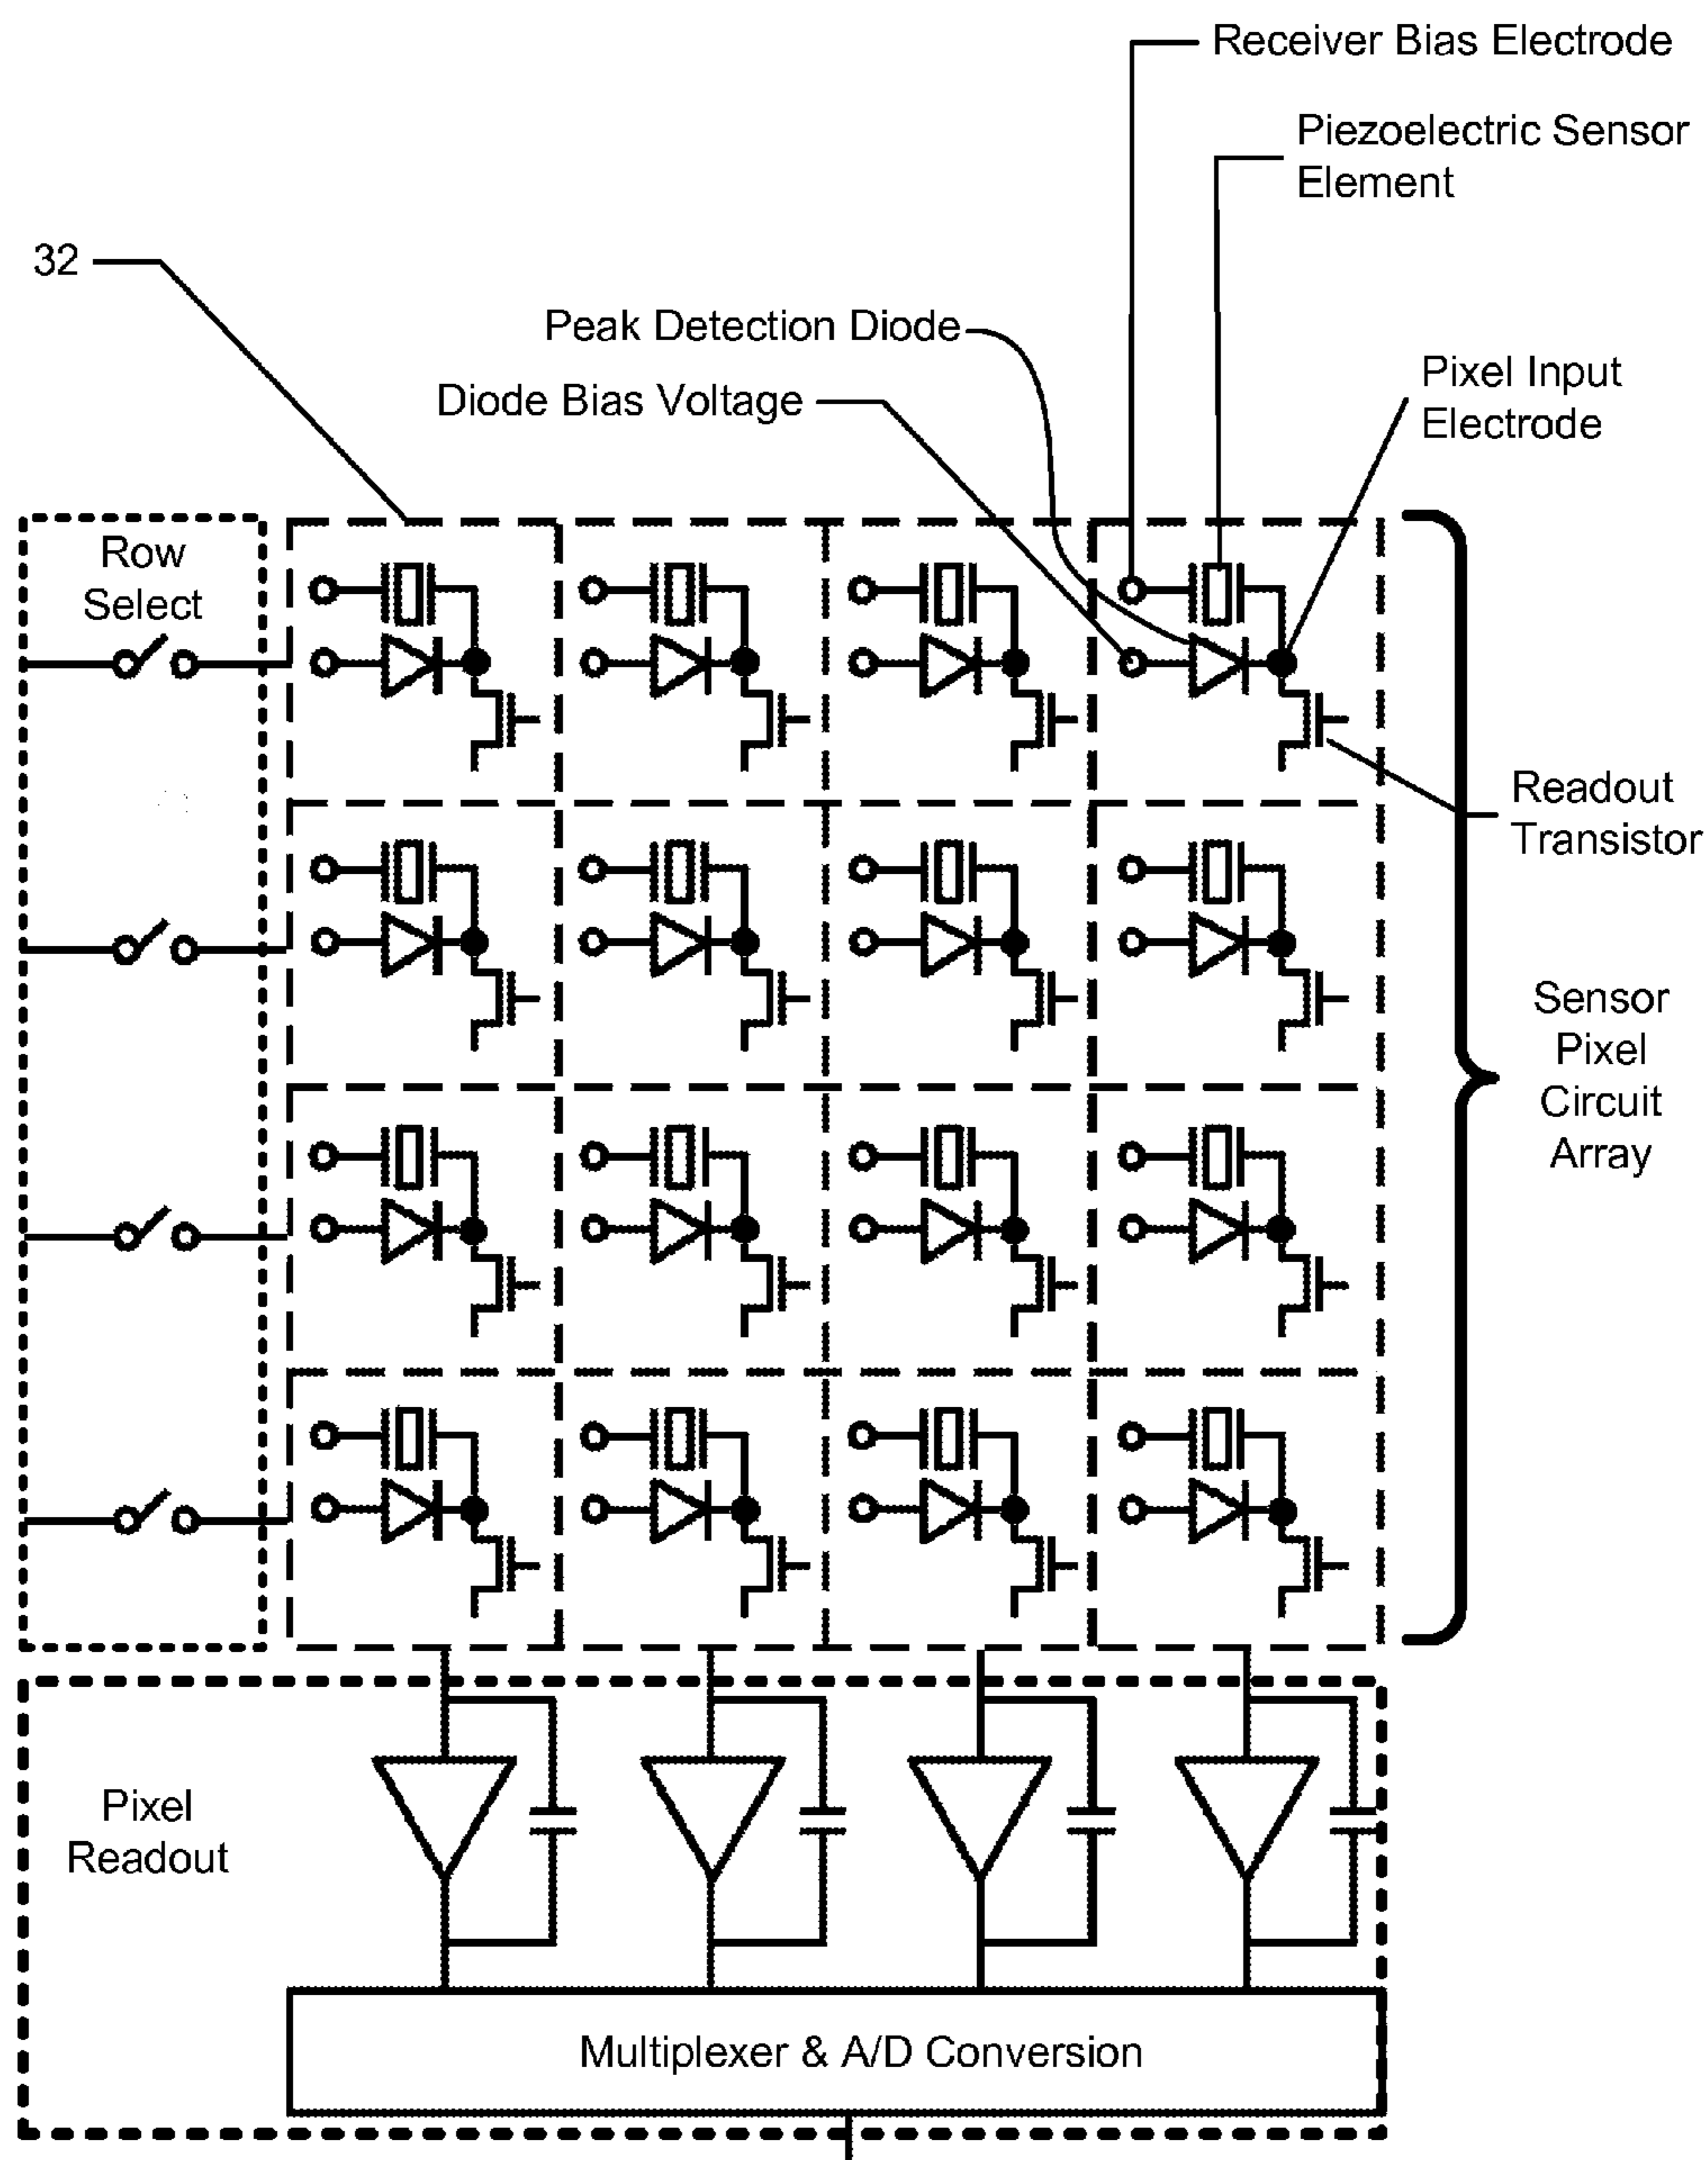 Receiver Bias Electrode
Piezoelectric Sensor
Element
32
Peak Detection Diode
Diode Bias Voltage
Pixel Input
Electrode
Row
Select
Readout
Transistor
Sensor
Pixel
Circuit
Array
Pixel
Readout
Multiplexer & A/D Conversion